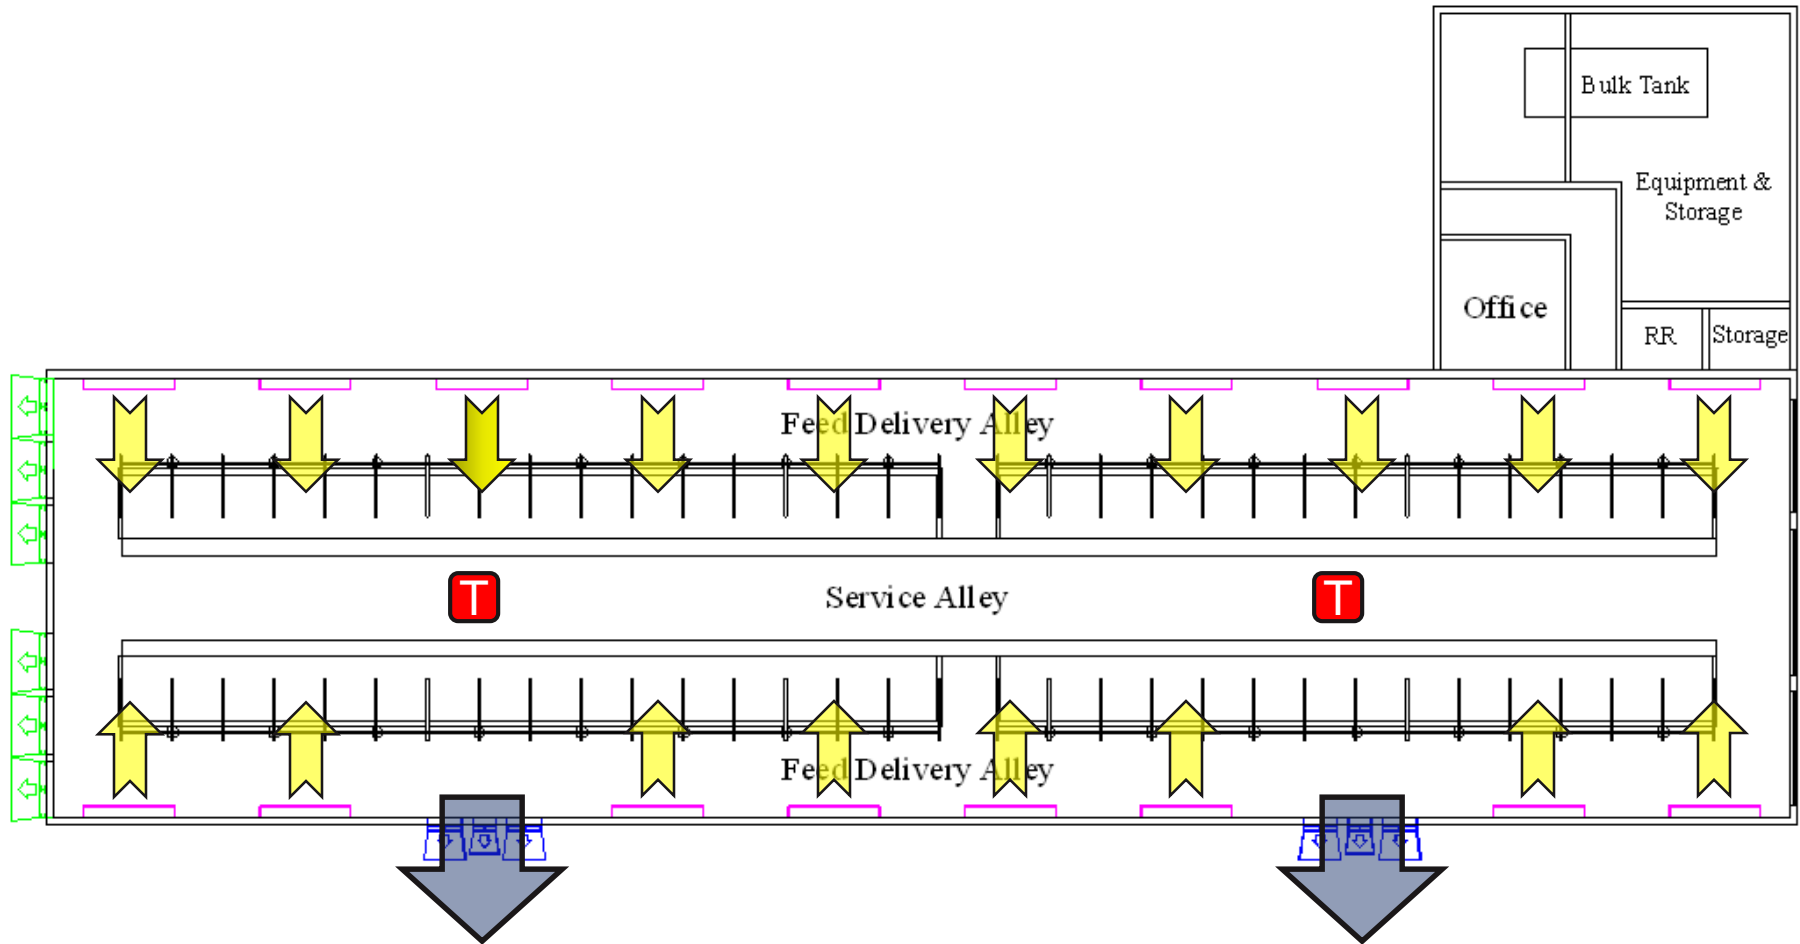 Bulk Tank
Equipment &
Storage
Office
RR
Storage
Feed Delivery Alley
T
Service Alley
T
Feed Delivery Alley